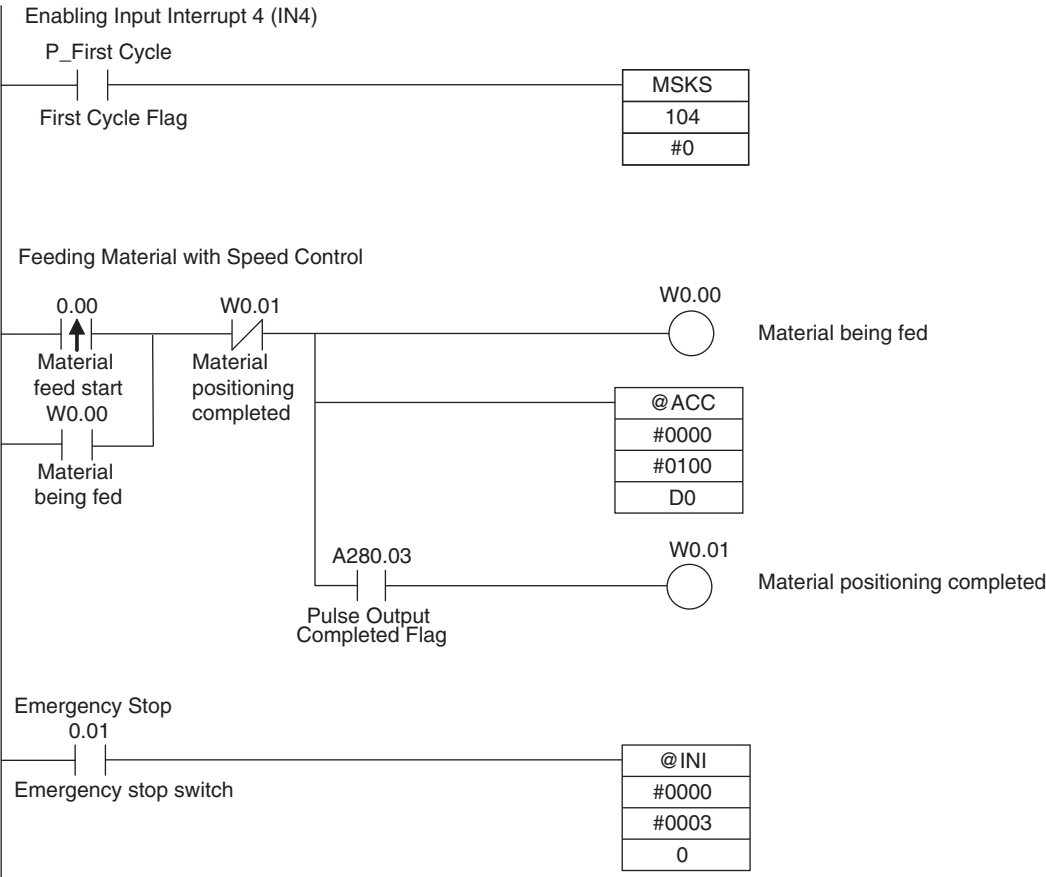 Enabling Input Interrupt 4 (IN4)
P_First Cycle
First Cycle Flag
MSKS
104
#0
Feeding Material with Speed Control
0.00
Material
feed start
W0.01
Material
positioning
completed
W0.00
Material being fed
W0.00
Material
being fed
@ACC
#0000
#0100
D0
A280.03
Pulse Output
Completed Flag
W0.01
Material positioning completed
Emergency Stop
0.01
Emergency stop switch
@INI
#0000
#0003
0